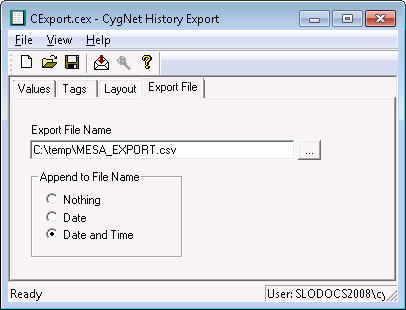 CExport.cex - CygNet History Export
File View Help
?
Values Tags Layout Export File
Export File Name
C:\temp\MESA_EXPORT.csv
...
Append to File Name
Nothing
Date
Date and Time
Ready User: SLODOCS2008\cy